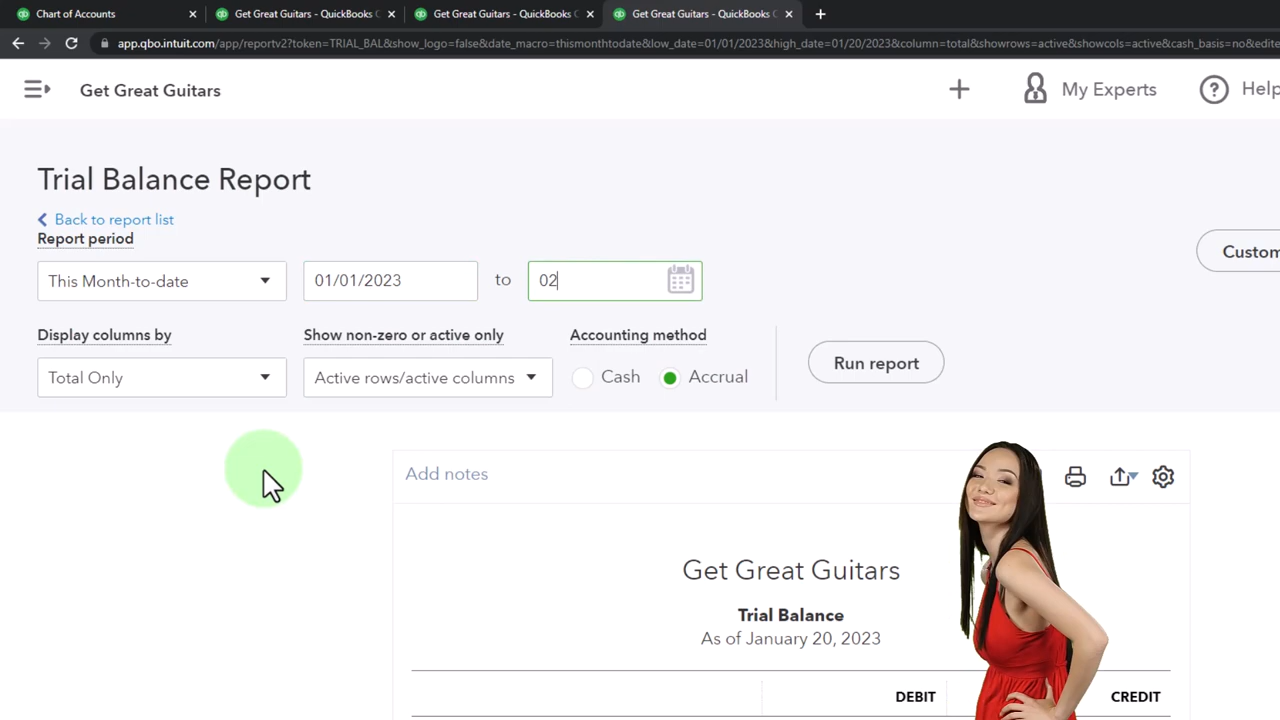 Chart of Accounts
Get Great Guitars - QuickBooks
Get Great Guitars - QuickBooks
Get Great Guitars - QuickBooks
app.qbo.intuit.com/app/reportv2?token=TRIAL_BAL&show_logo=false&date_macro=thismonthtodate&low_date=01/01/2023&high_date=01/20/2023&column=total&showrows=active&showcols=active&cash_basis=no&edite
Get Great Guitars
+
My Experts
?
Help
Trial Balance Report
Back to report list
Report period
This Month-to-date
01/01/2023
to
02
Custom
Display columns by
Show non-zero or active only
Accounting method
Total Only
Active rows/active columns
Cash
Accrual
Run report
Add notes
Get Great Guitars
Trial Balance
As of January 20, 2023
DEBIT
CREDIT